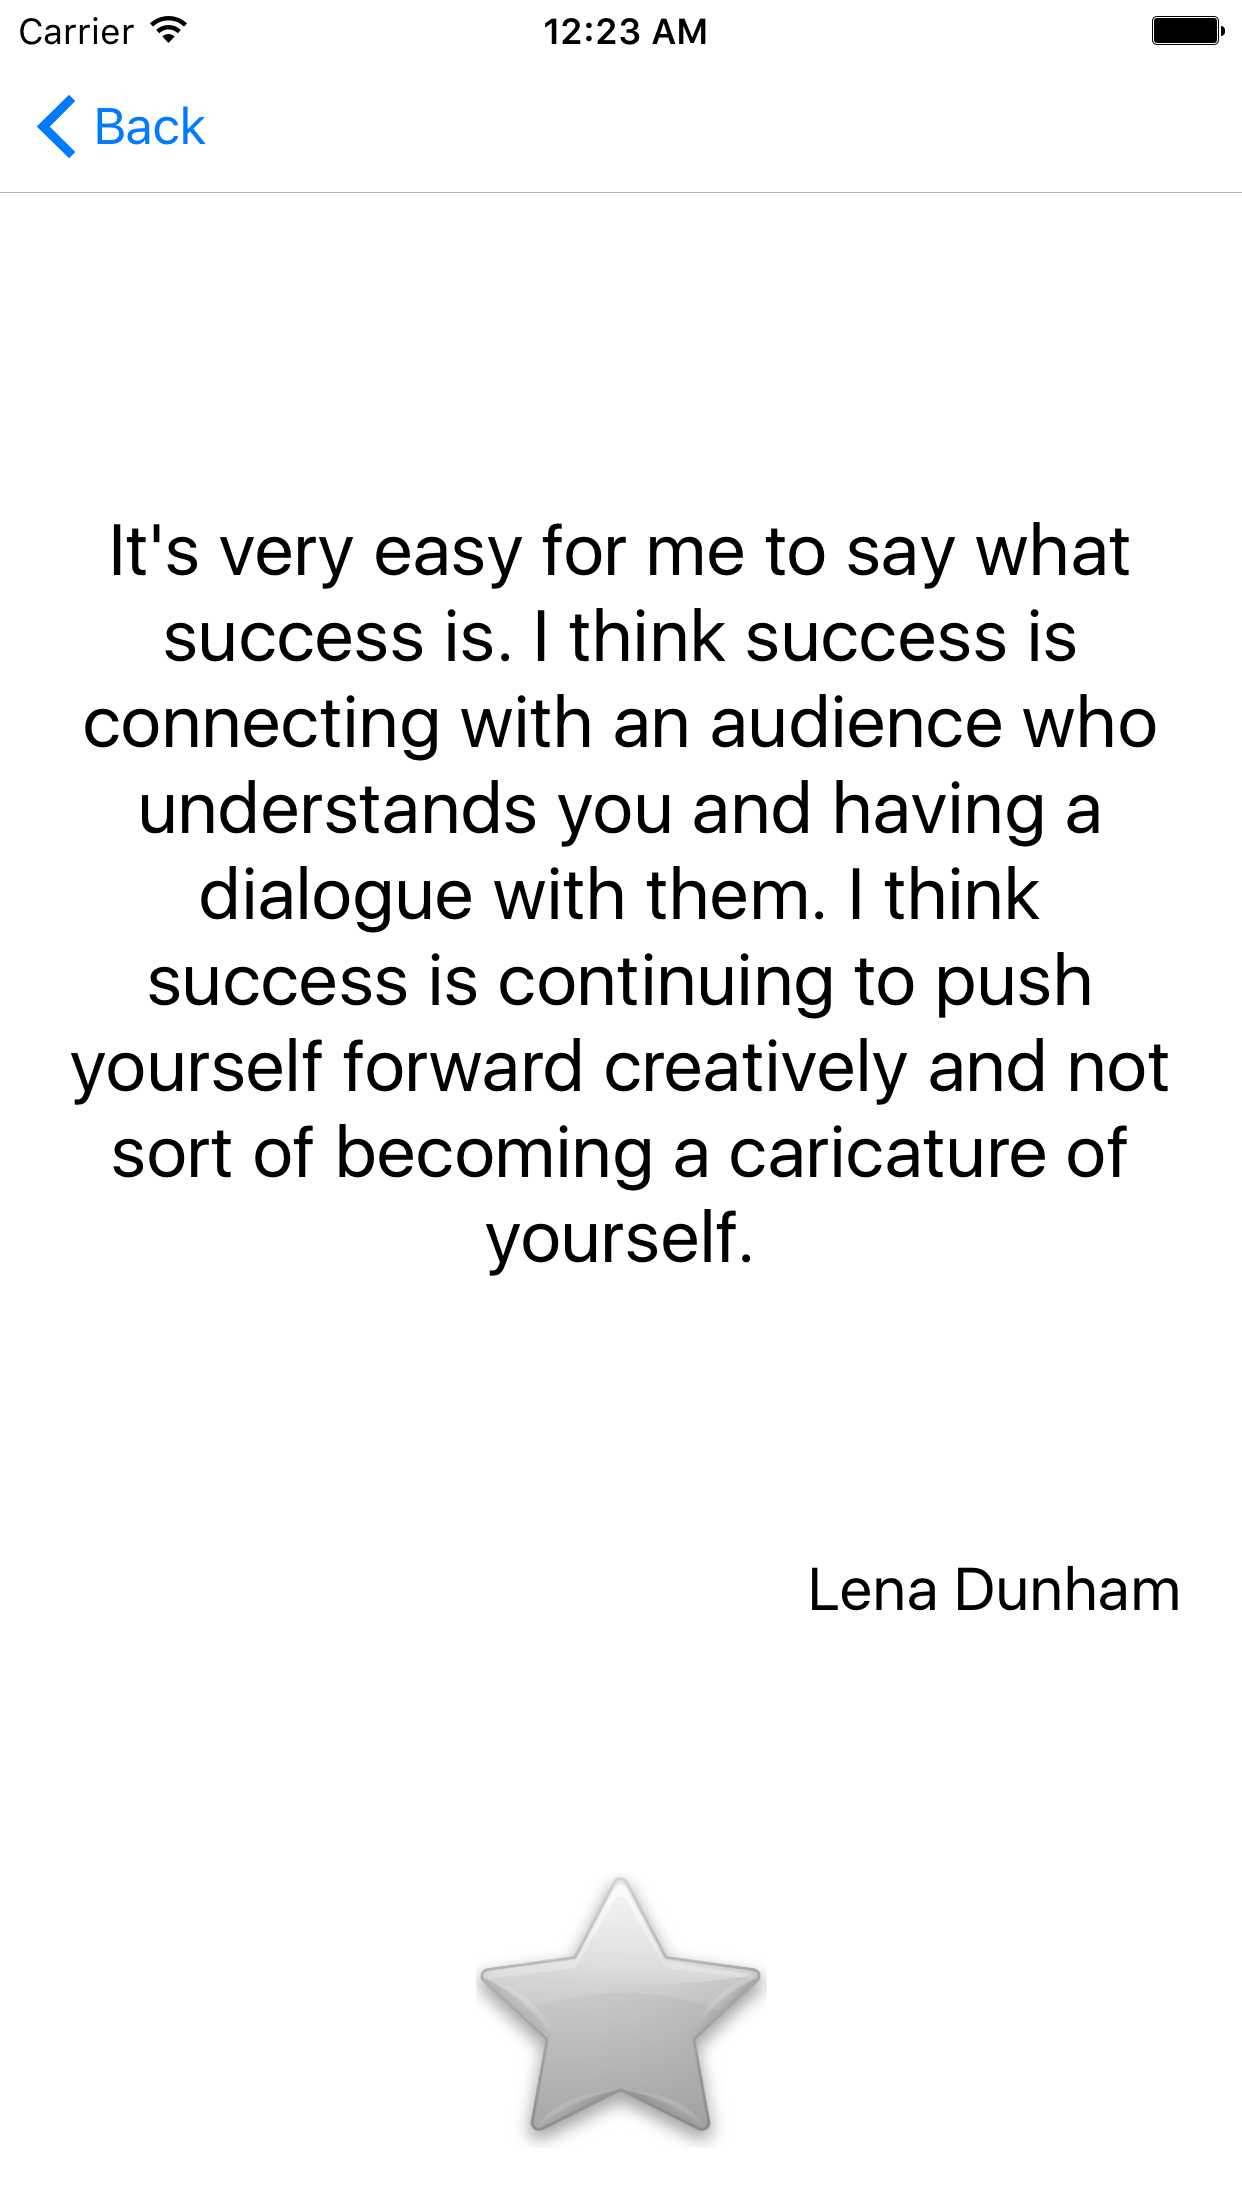 Carrier
12:23 AM
Back
It's very easy for me to say what
success is. I think success is
connecting with an audience who
understands you and having a
dialogue with them. I think
success is continuing to push
yourself forward creatively and not
sort of becoming a caricature of
yourself.
Lena Dunham